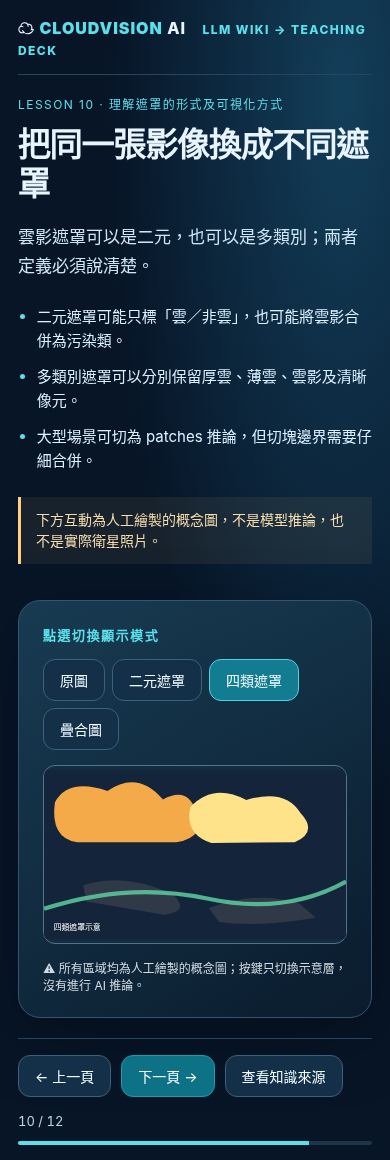 CLOUDVISION AI LLM WIKI → TEACHING
DECK
LESSON 10 · 理解遮罩的形式及可視化方式
把同一張影像換成不同遮
罩
雲影遮罩可以是二元，也可以是多類別；兩者
定義必須說清楚。
• 二元遮罩可能只標「雲／非雲」，也可能將雲影合
併為污染類。
• 多類別遮罩可以分別保留厚雲、薄雲、雲影及清晰
像元。
• 大型場景可切為 patches 推論，但切塊邊界需要仔
細合併。
下方互動為人工繪製的概念圖，不是模型推論，也
不是實際衛星照片。
點選切換顯示模式
原圖 二元遮罩 四類遮罩
疊合圖
四類遮罩示意
⚠ 所有區域均為人工繪製的概念圖；按鍵只切換示意層，
沒有進行 AI 推論。
← 上一頁 下一頁 → 查看知識來源
10 / 12